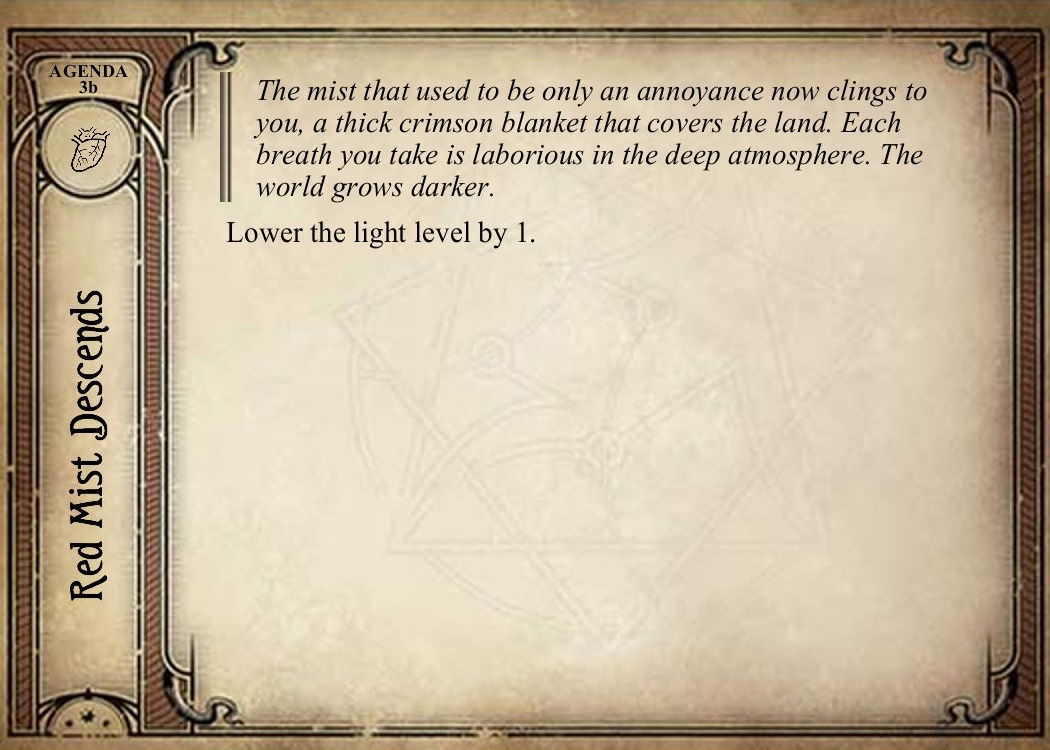 AGENDA
3b
The mist that used to be only an annoyance now clings to
you, a thick crimson blanket that covers the land. Each
breath you take is laborious in the deep atmosphere. The
world grows darker.
Lower the light level by 1.
Red Mist Descends